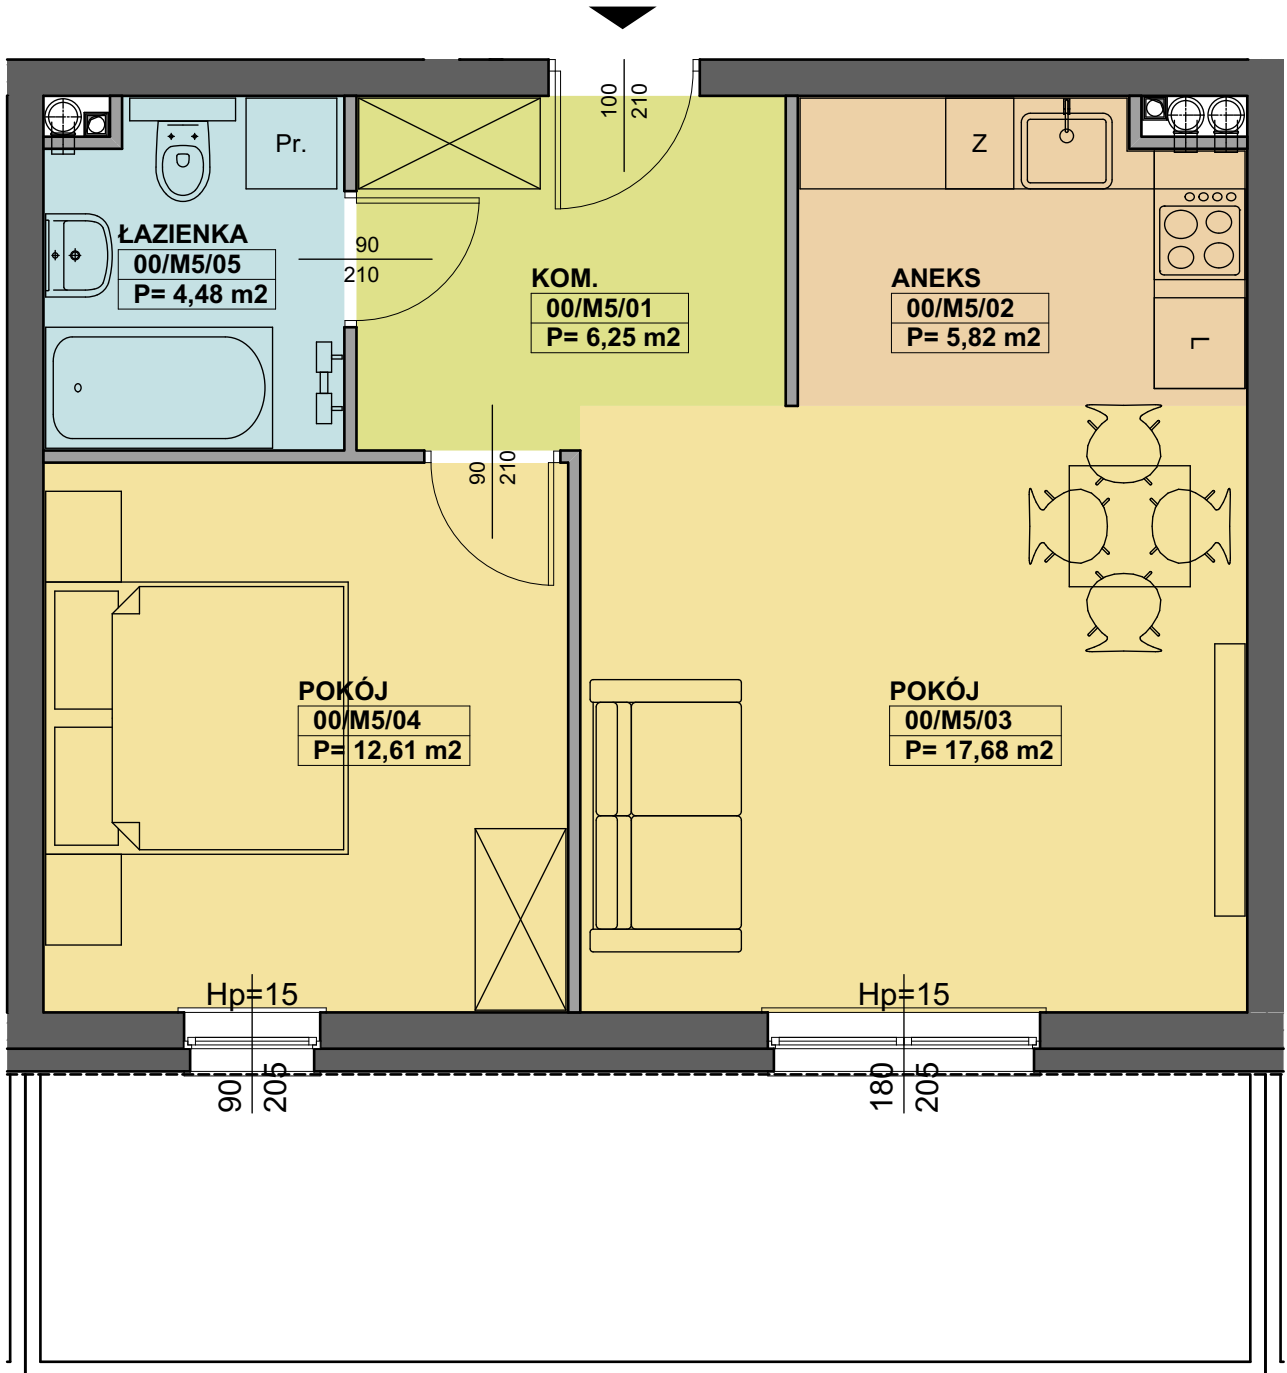 100
210
Pr.
Z
ŁAZIENKA
00/M5/05
P= 4,48 m2
90
210
KOM.
00/M5/01
P= 6,25 m2
ANEKS
00/M5/02
P= 5,82 m2
L
90
210
POKÓJ
00/M5/04
P= 12,61 m2
POKÓJ
00/M5/03
P= 17,68 m2
Hp=15
Hp=15
90
205
180
205